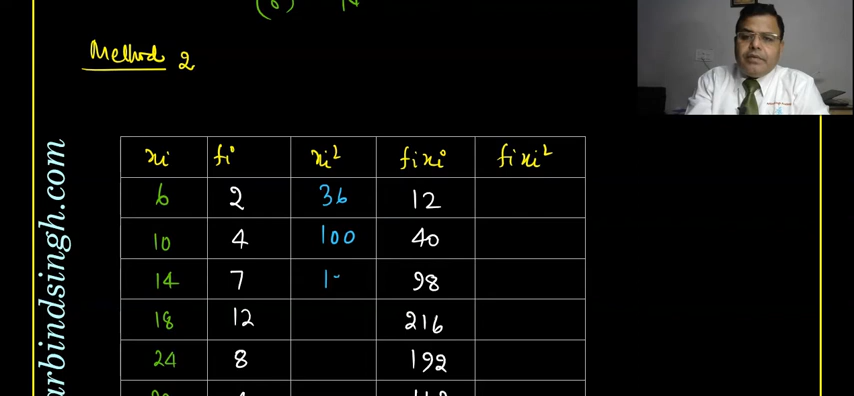 Method 2
xi fi xi² fixi fixi²
6 2 36 12
10 4 100 40
14 7 1 98
18 12 216
24 8 192
arbindsingh.com